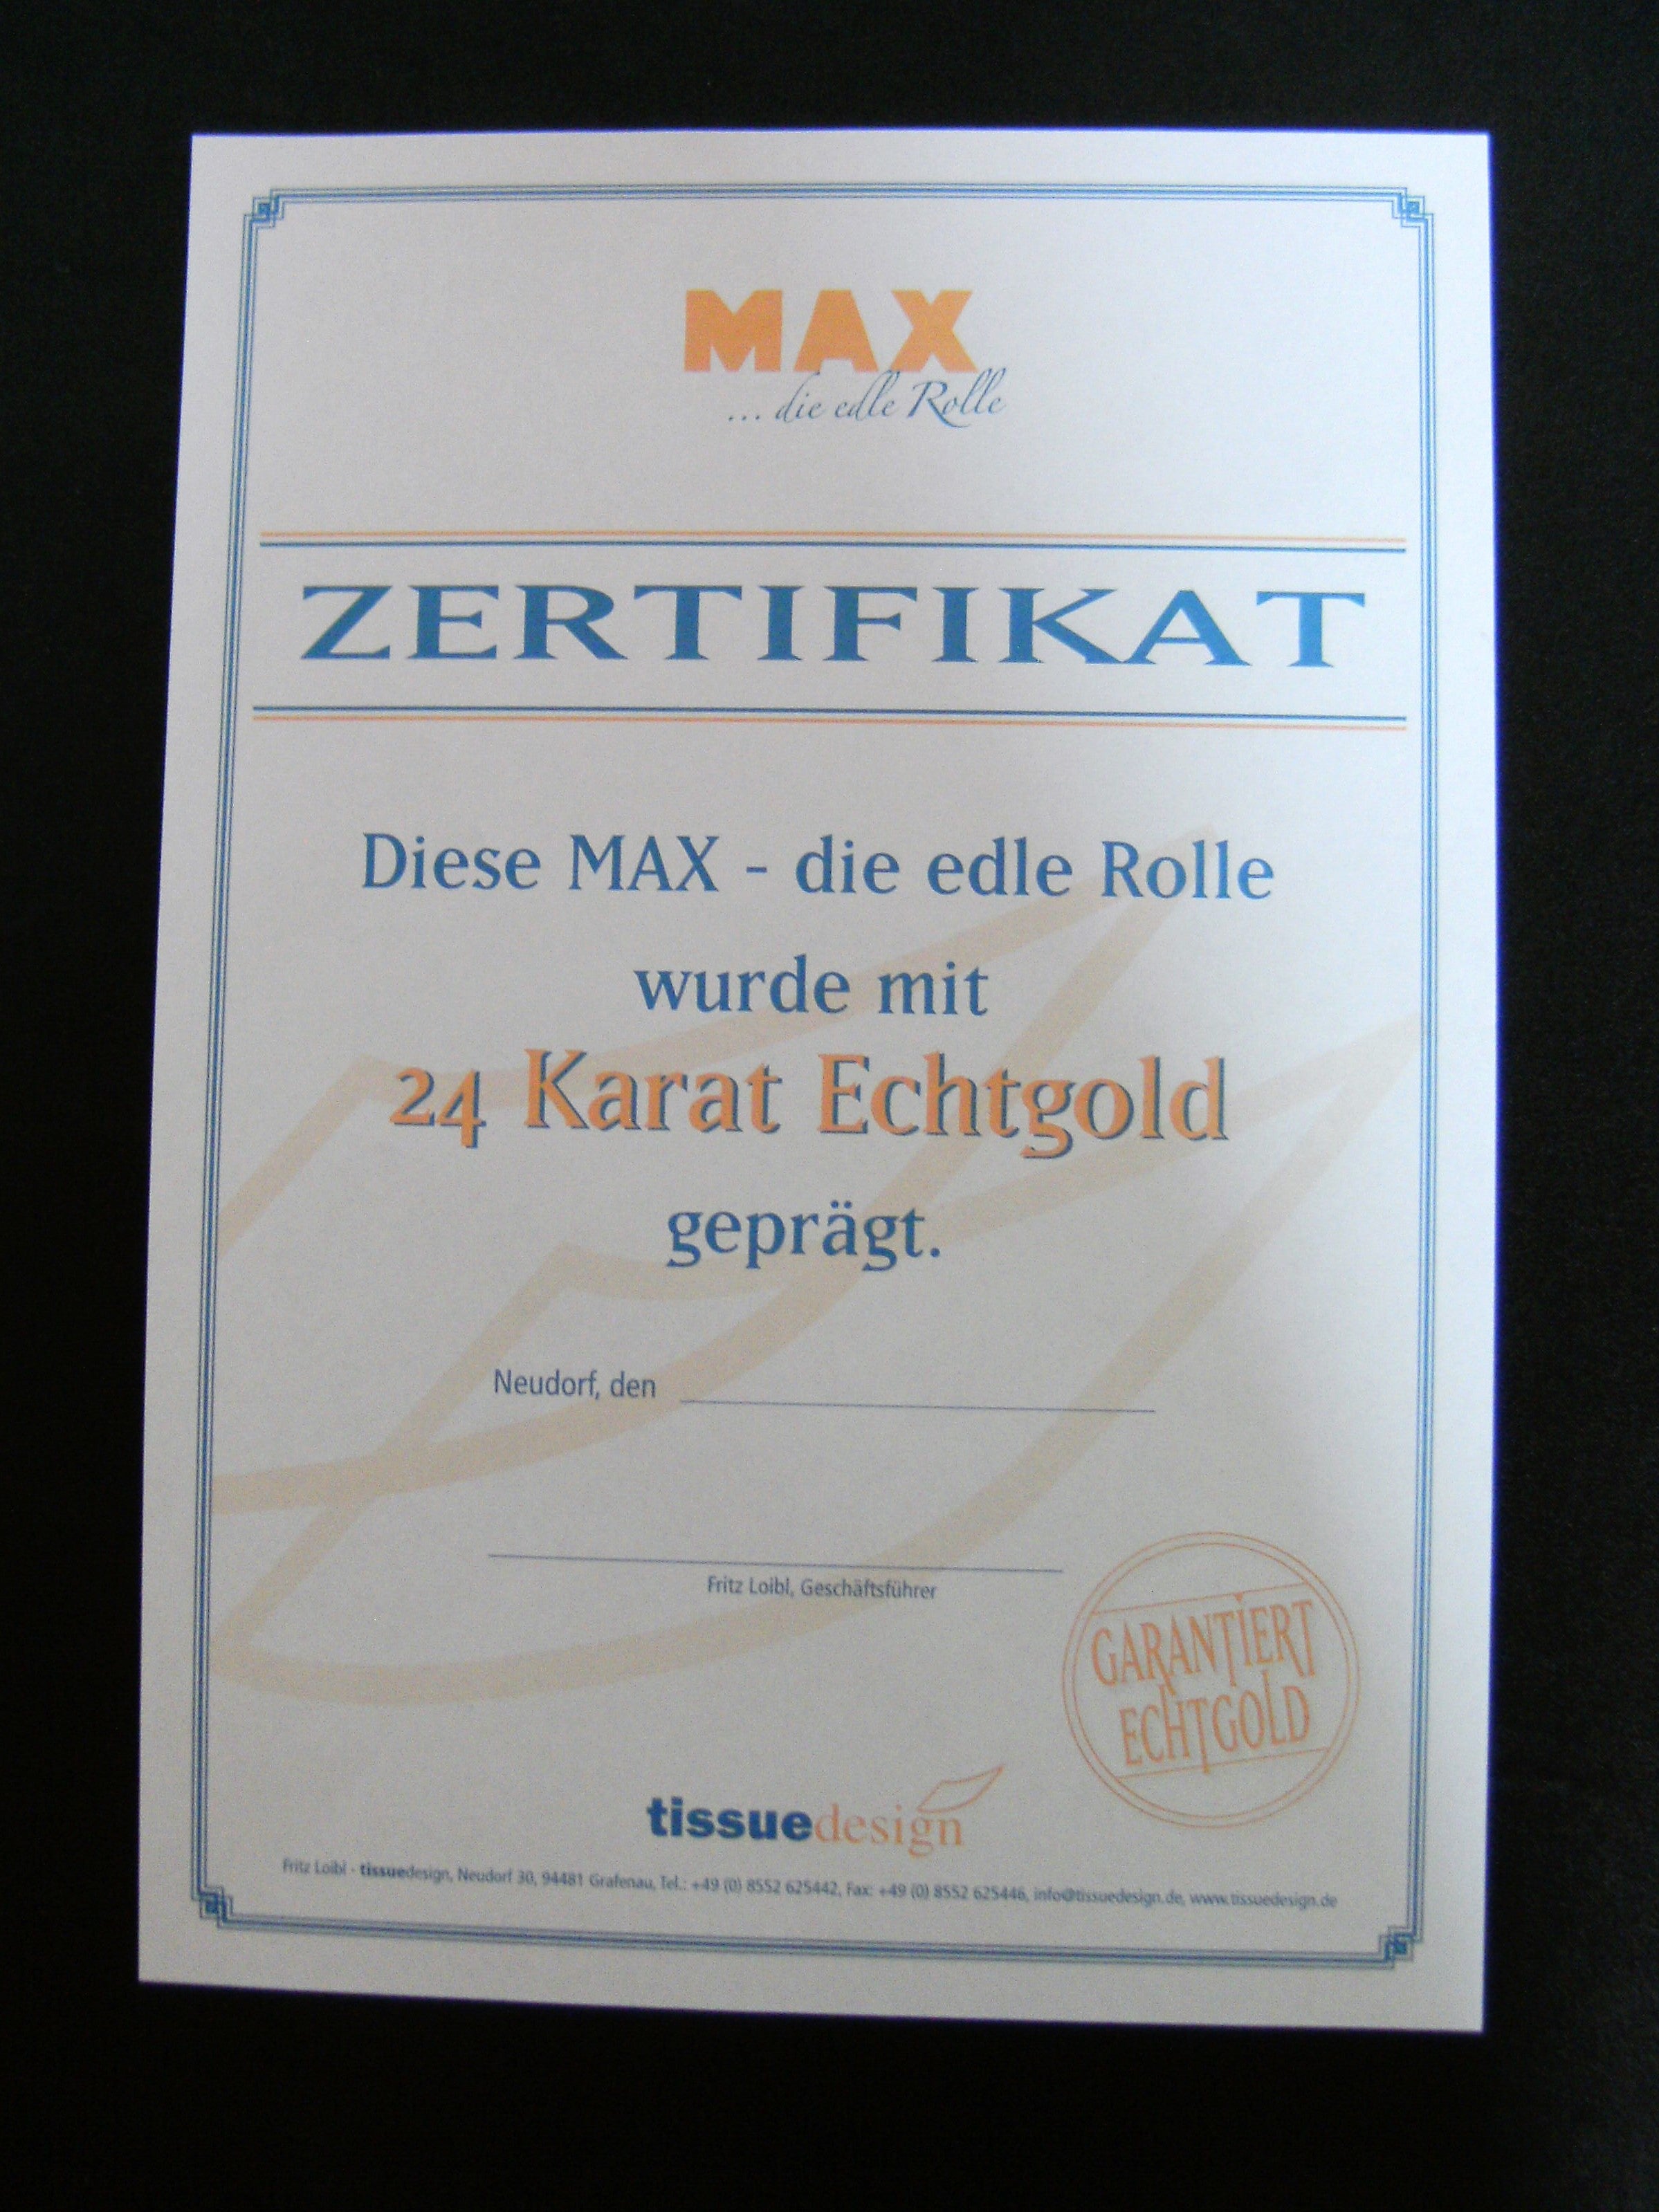 MAX
... die edle Rolle
ZERTIFIKAT
Diese MAX - die edle Rolle
wurde mit
24 Karat Echtgold
geprägt.
Neudorf, den
Fritz Loibl, Geschäftsführer
GARANTIERT
ECHTGOLD
tissuedesign
Fritz Loibl - tissuedesign, Neudorf 30, 94481 Grafenau, Tel.: +49 (0) 8552 625442, Fax: +49 (0) 8552 625446, info@tissuedesign.de, www.tissuedesign.de